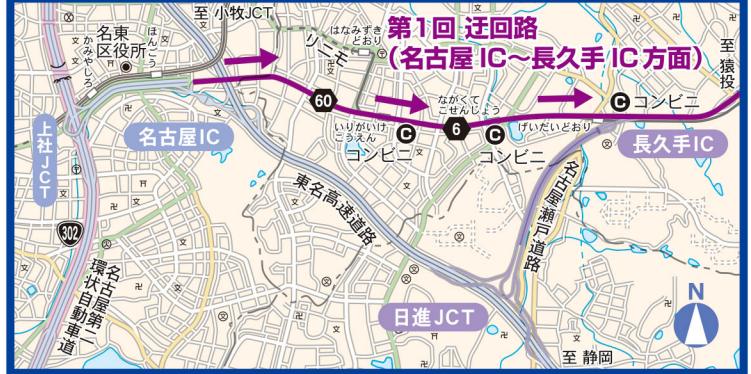 至 小牧JCT
名東
区役所
ほんごう
かみやしろ
はなみずき
どおり
リニモ
第1回 迂回路
(名古屋 IC～長久手 IC 方面)
至 猿投
60
ながくて
こせんじょう
6
C コンビニ
いりがいけ
こうえん
C
コンビニ
C
コンビニ
げいだいどおり
長久手IC
名古屋IC
上社JCT
302
東名高速道路
名古屋瀬戸道路
名古屋第二
環状自動車道
日進JCT
至 静岡
N